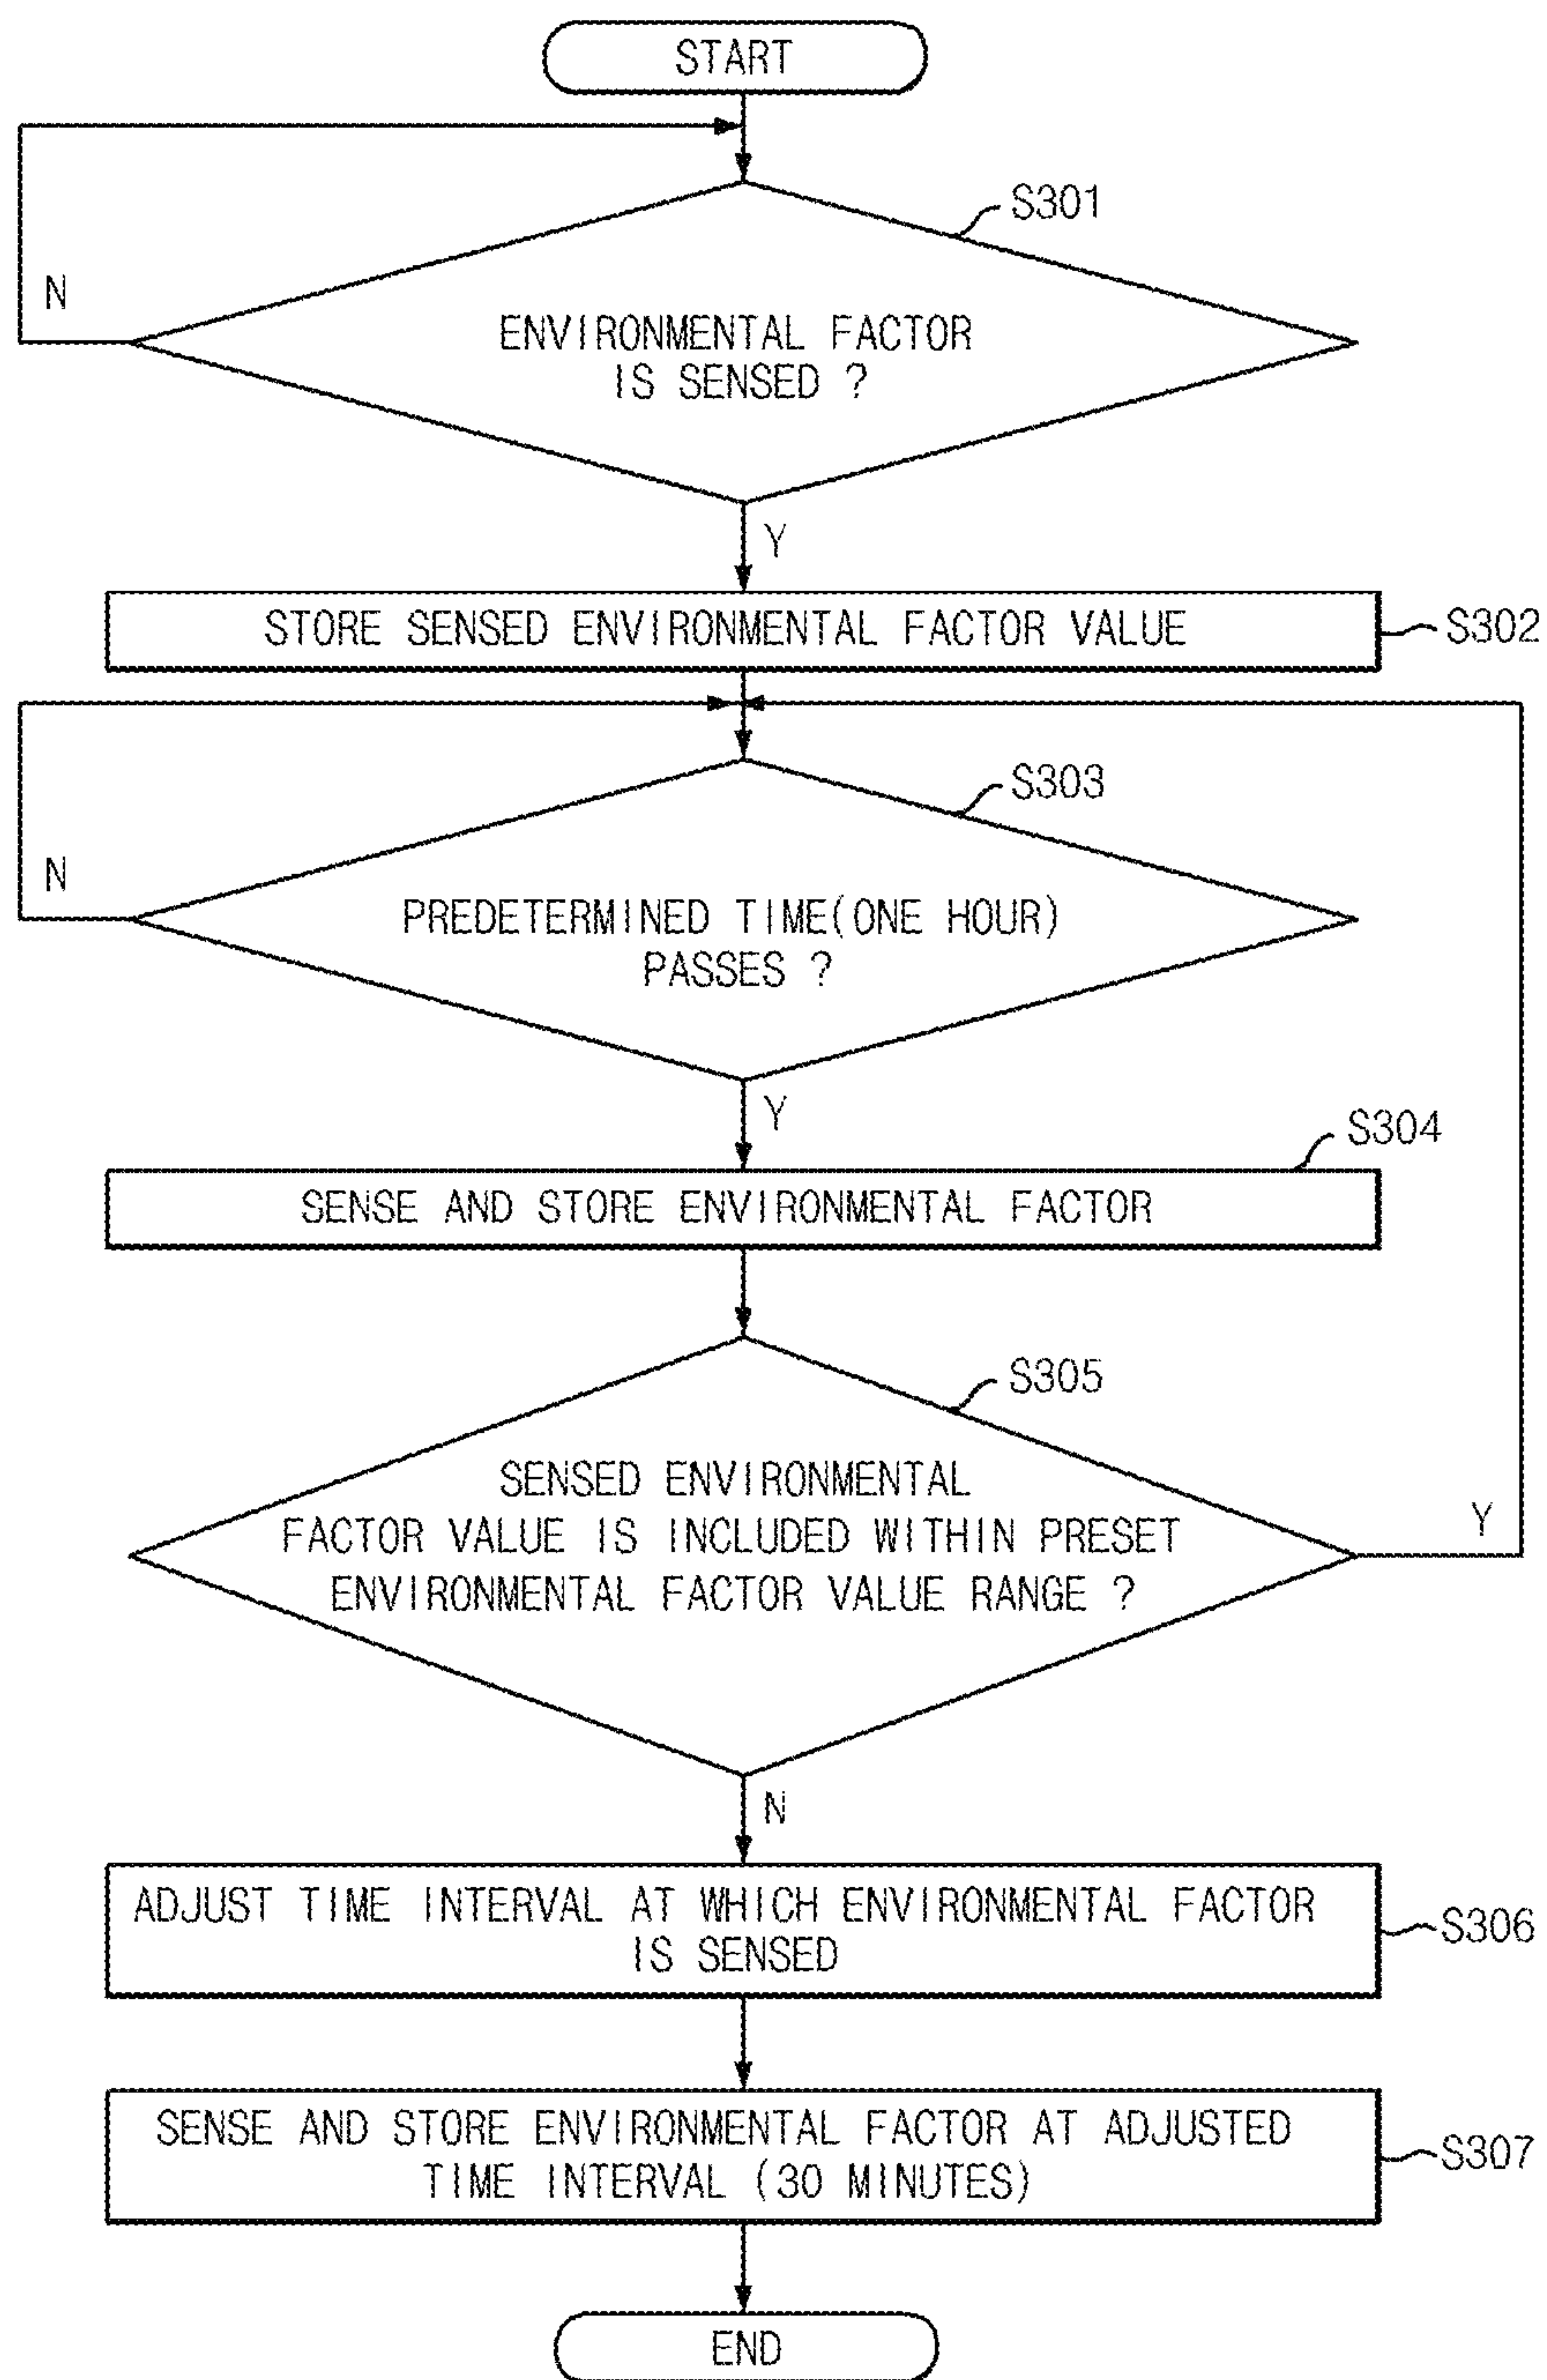 START
S301
N
ENVIRONMENTAL FACTOR
IS SENSED ?
Y
STORE SENSED ENVIRONMENTAL FACTOR VALUE
S302
S303
N
PREDETERMINED TIME(ONE HOUR)
PASSES ?
Y
S304
SENSE AND STORE ENVIRONMENTAL FACTOR
S305
SENSED ENVIRONMENTAL
FACTOR VALUE IS INCLUDED WITHIN PRESET
ENVIRONMENTAL FACTOR VALUE RANGE ?
Y
N
ADJUST TIME INTERVAL AT WHICH ENVIRONMENTAL FACTOR
IS SENSED
S306
SENSE AND STORE ENVIRONMENTAL FACTOR AT ADJUSTED
TIME INTERVAL (30 MINUTES)
S307
END